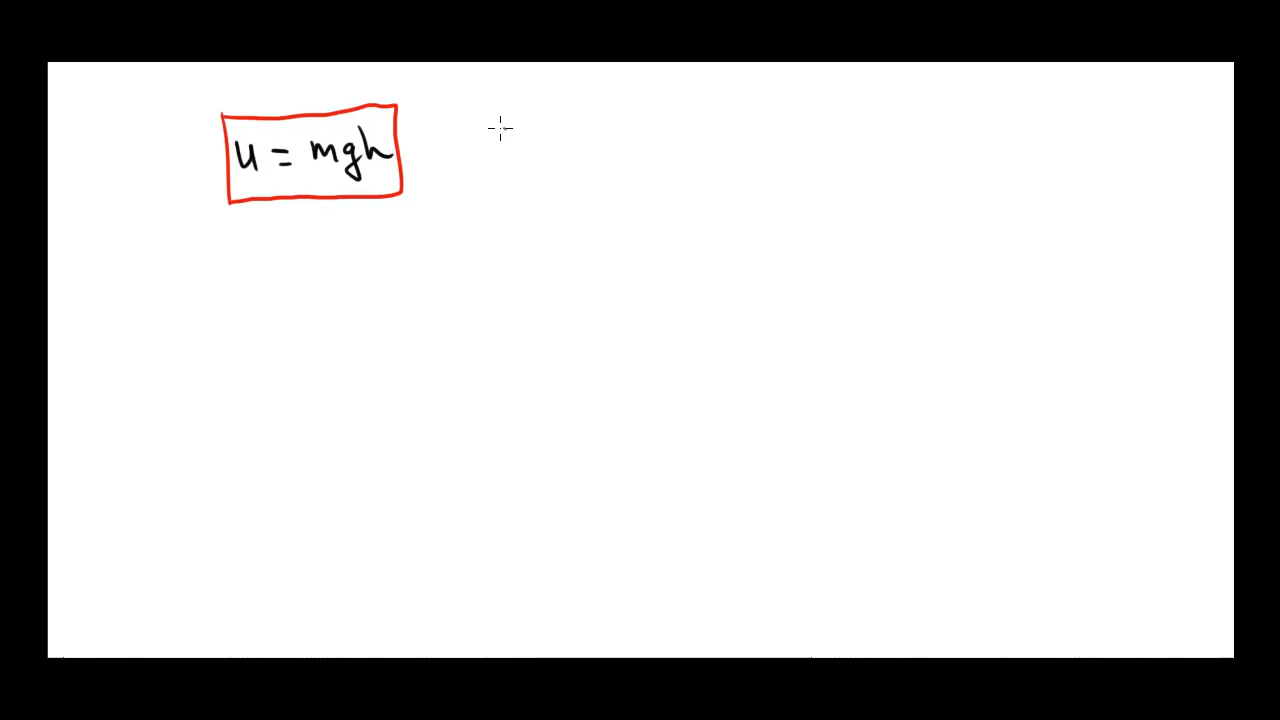 u = mgh